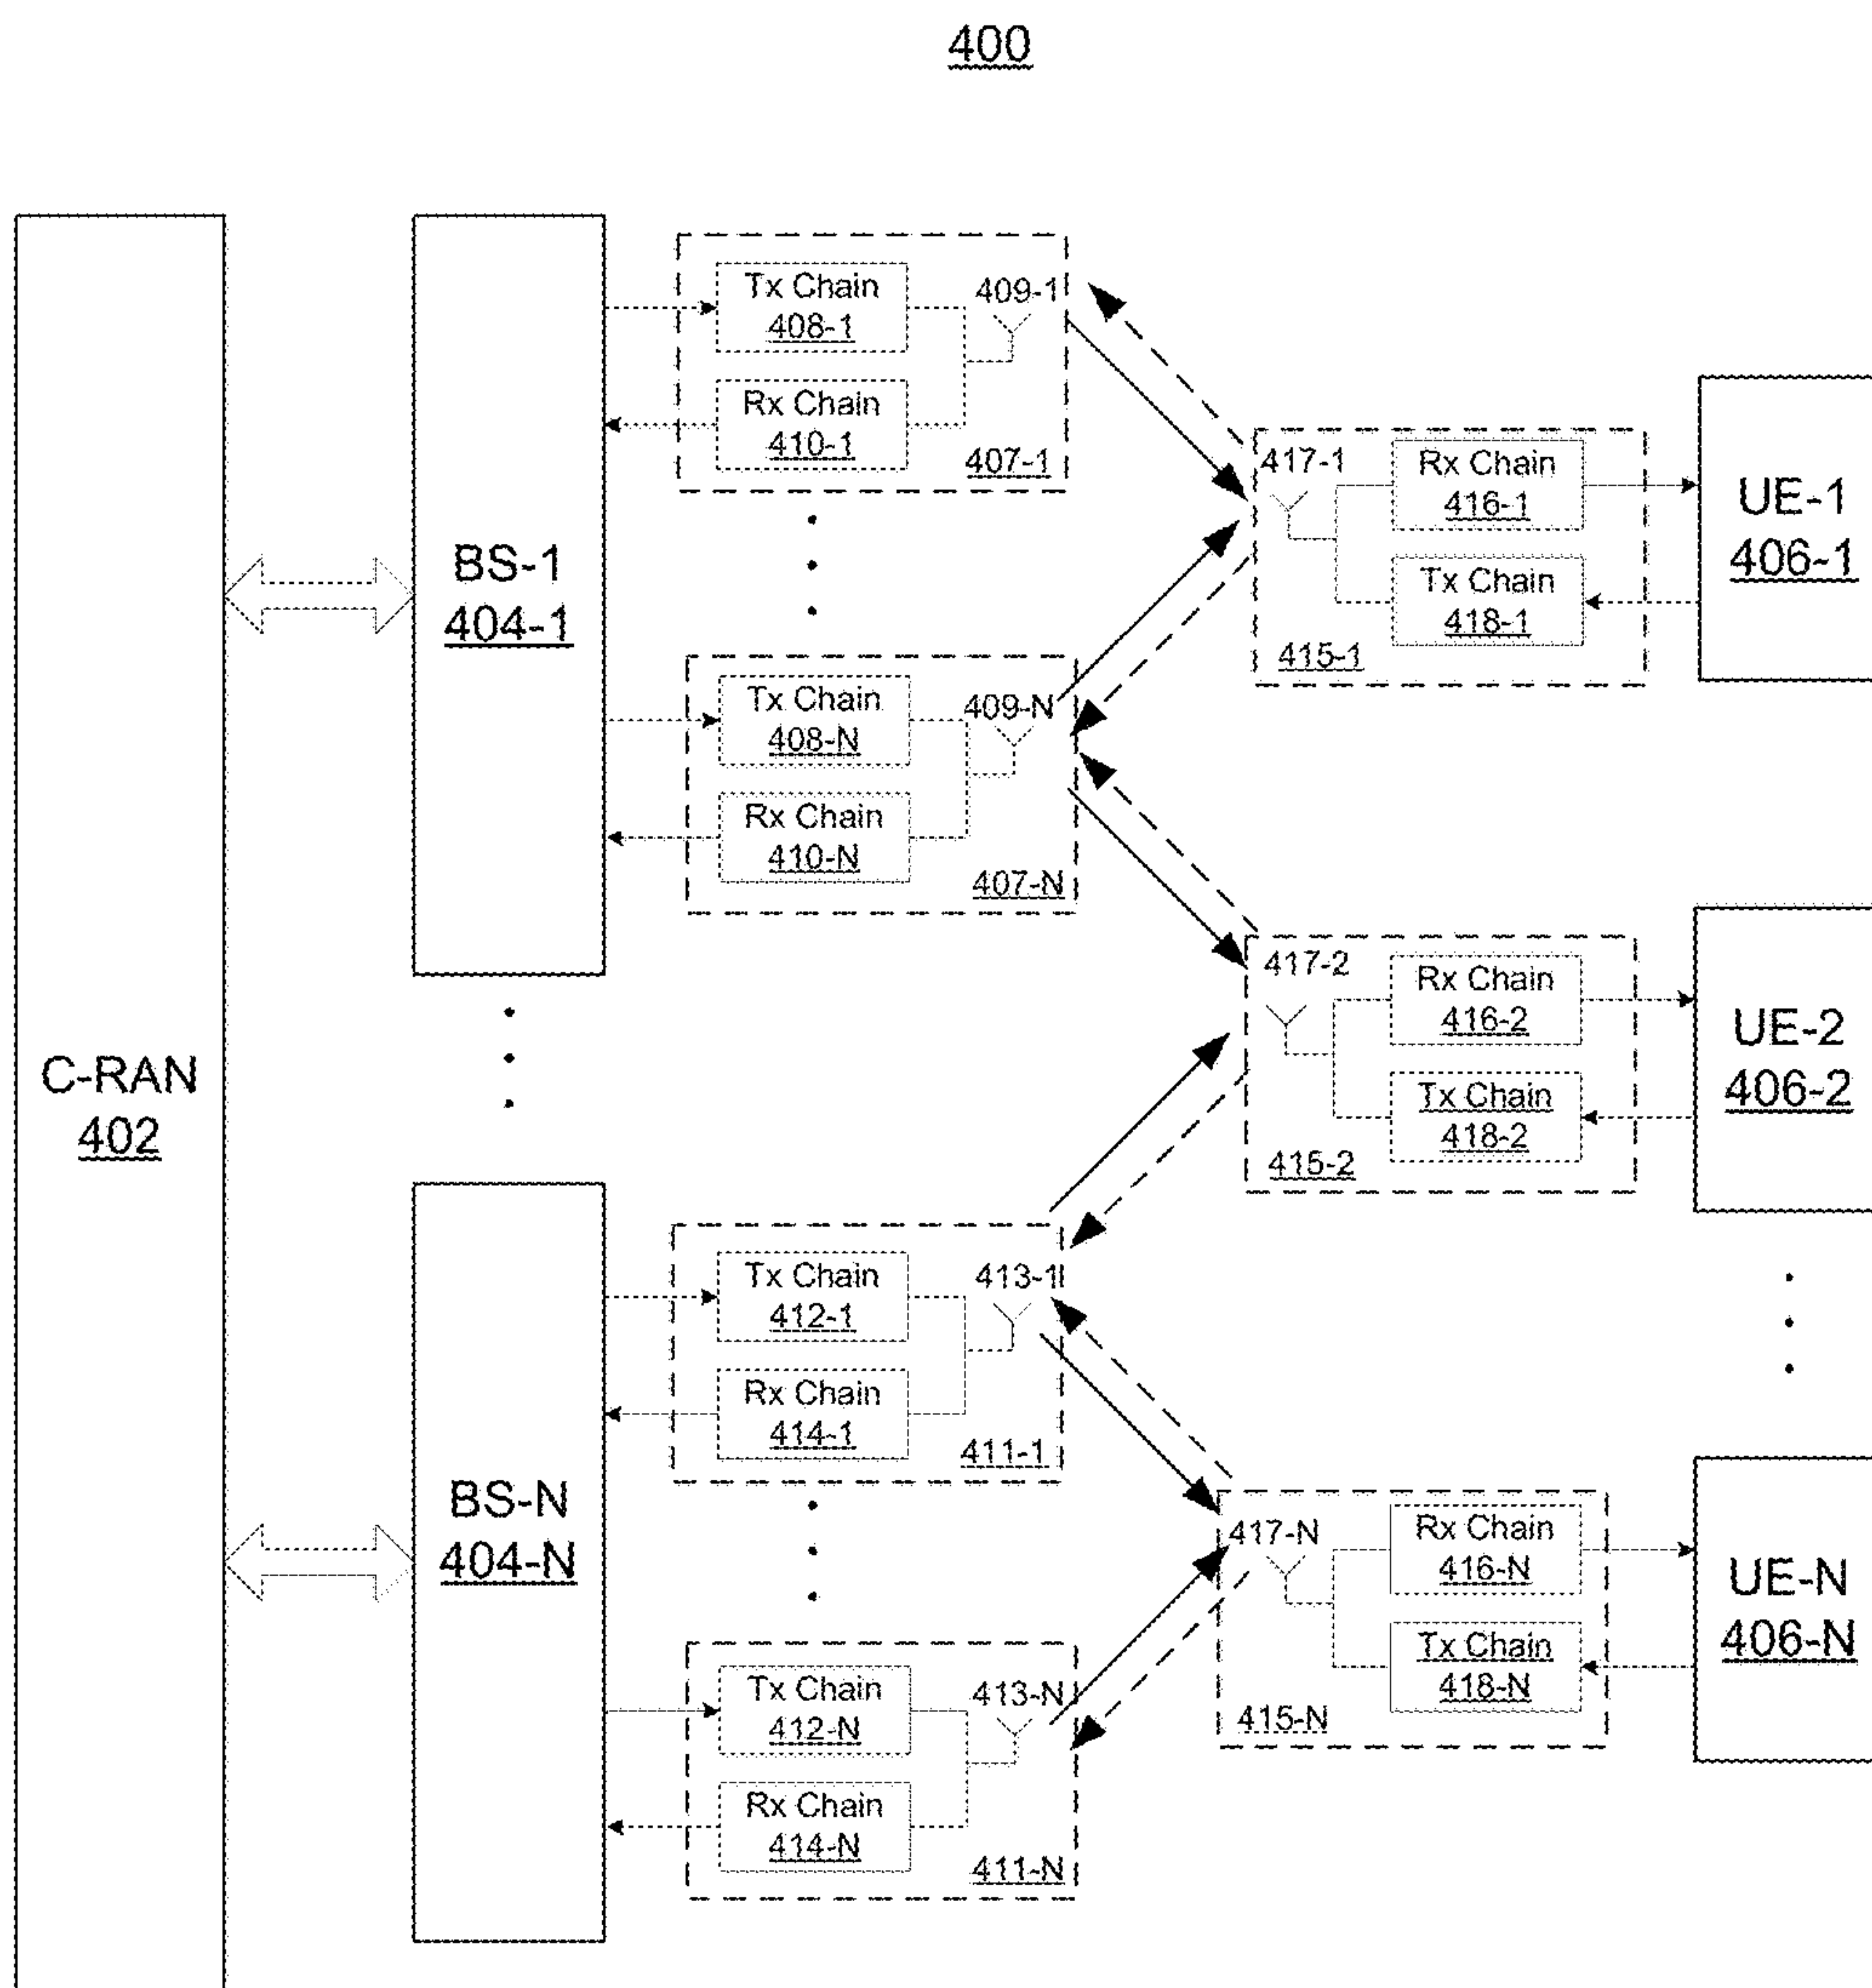 400
C-RAN
402
BS-1
404-1
Tx Chain
408-1
409-1
Rx Chain
410-1
407-1
Tx Chain
408-N
409-N
Rx Chain
410-N
407-N
417-1
Rx Chain
416-1
Tx Chain
418-1
415-1
UE-1
406-1
417-2
Rx Chain
416-2
Tx Chain
418-2
415-2
UE-2
406-2
BS-N
404-N
Tx Chain
412-1
413-1
Rx Chain
414-1
411-1
Tx Chain
412-N
413-N
Rx Chain
414-N
411-N
417-N
Rx Chain
416-N
Tx Chain
418-N
415-N
UE-N
406-N